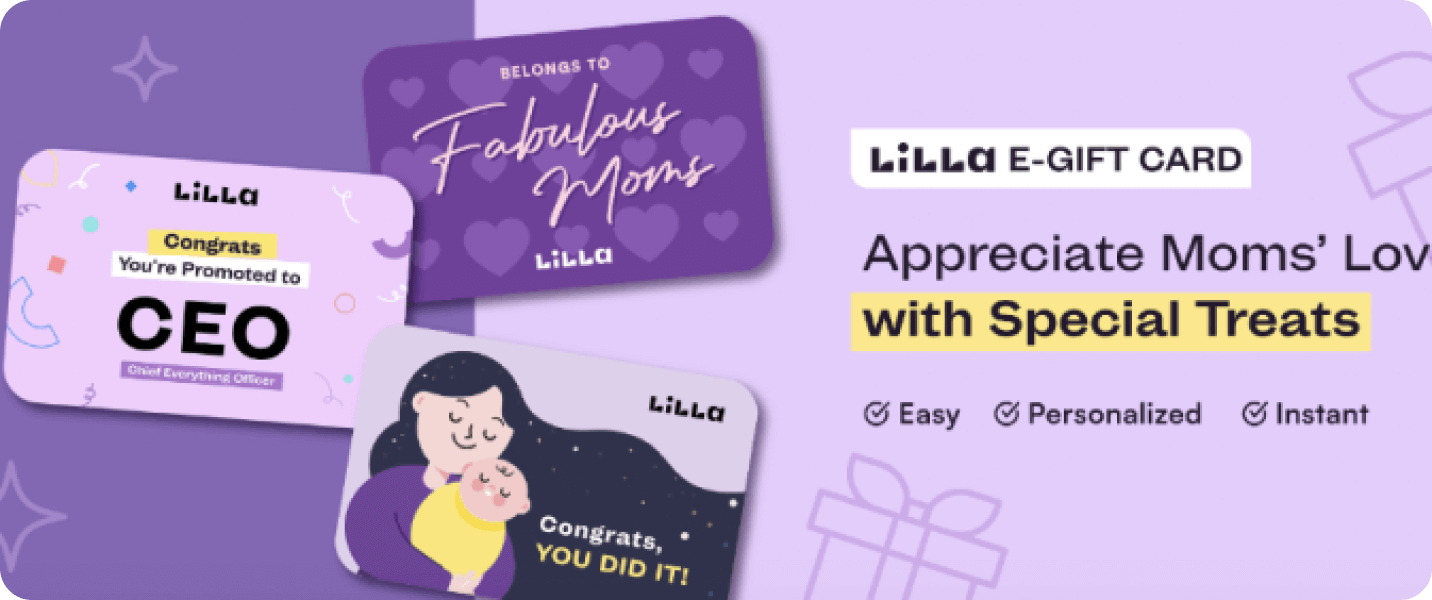 BELONGS TO
Fabulous
Moms
LiLLa
LiLLa
Congrats
You're Promoted to
CEO
Chief Everything Officer
LiLLa
Congrats,
YOU DID IT!
LiLLa E-GIFT CARD
Appreciate Moms' Lov
with Special Treats
Easy Personalized Instant